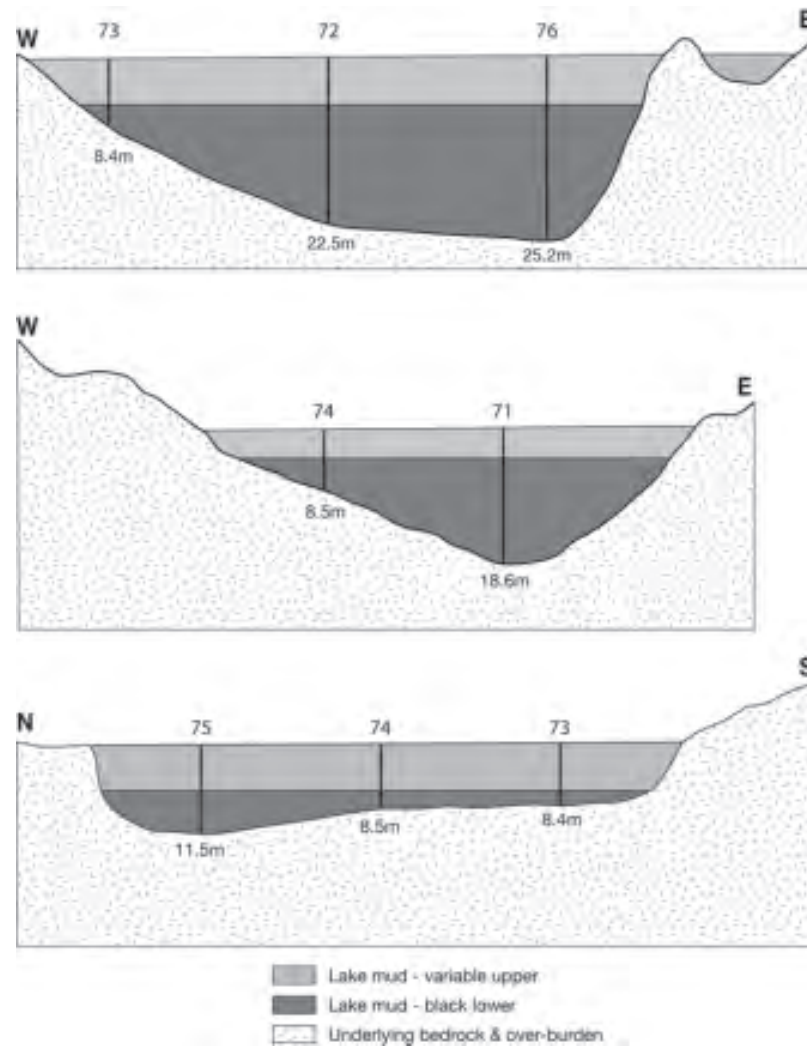 W 73 72 76 E
8.4m
22.5m
25.2m
W
E
74 71
8.5m
18.6m
S
N 75 74 73
8.5m 8.4m
11.5m
Lake mud - variable upper
Lake mud - black lower
Underlying bedrock & over-burden